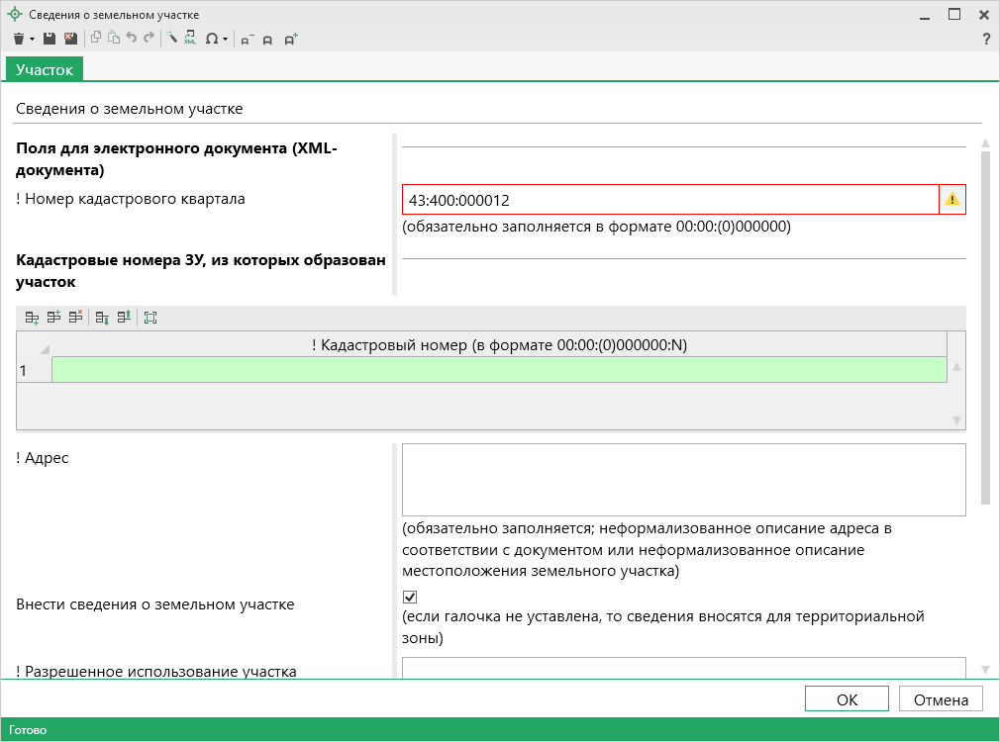 Сведения о земельном участке
XML
Ω
A− A A+
?
Участок
Сведения о земельном участке
Поля для электронного документа (XML-
документа)
! Номер кадастрового квартала
43:400:000012
(обязательно заполняется в формате 00:00:(0)000000)
Кадастровые номера ЗУ, из которых образован
участок
! Кадастровый номер (в формате 00:00:(0)000000:N)
1
! Адрес
(обязательно заполняется; неформализованное описание адреса в
соответствии с документом или неформализованное описание
местоположения земельного участка)
Внести сведения о земельном участке
(если галочка не уставлена, то сведения вносятся для территориальной
зоны)
! Разрешенное использование участка
ОК
Отмена
Готово